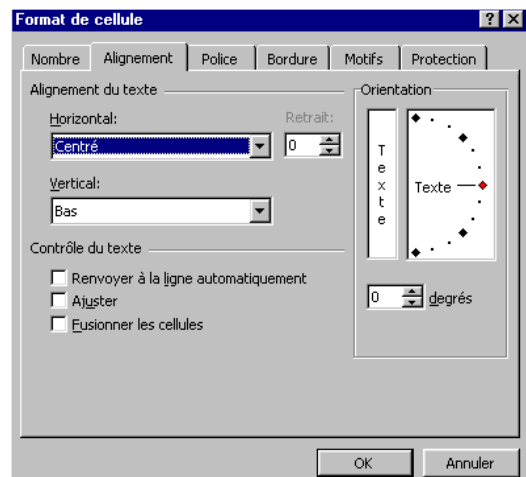 Format de cellule
Nombre Alignement Police Bordure Motifs Protection
Alignement du texte
Horizontal:
Retrait:
Centré
0
Vertical:
Bas
Contrôle du texte
Renvoyer à la ligne automatiquement
Ajuster
Fusionner les cellules
Orientation
Texte
Texte
0 degrés
OK Annuler